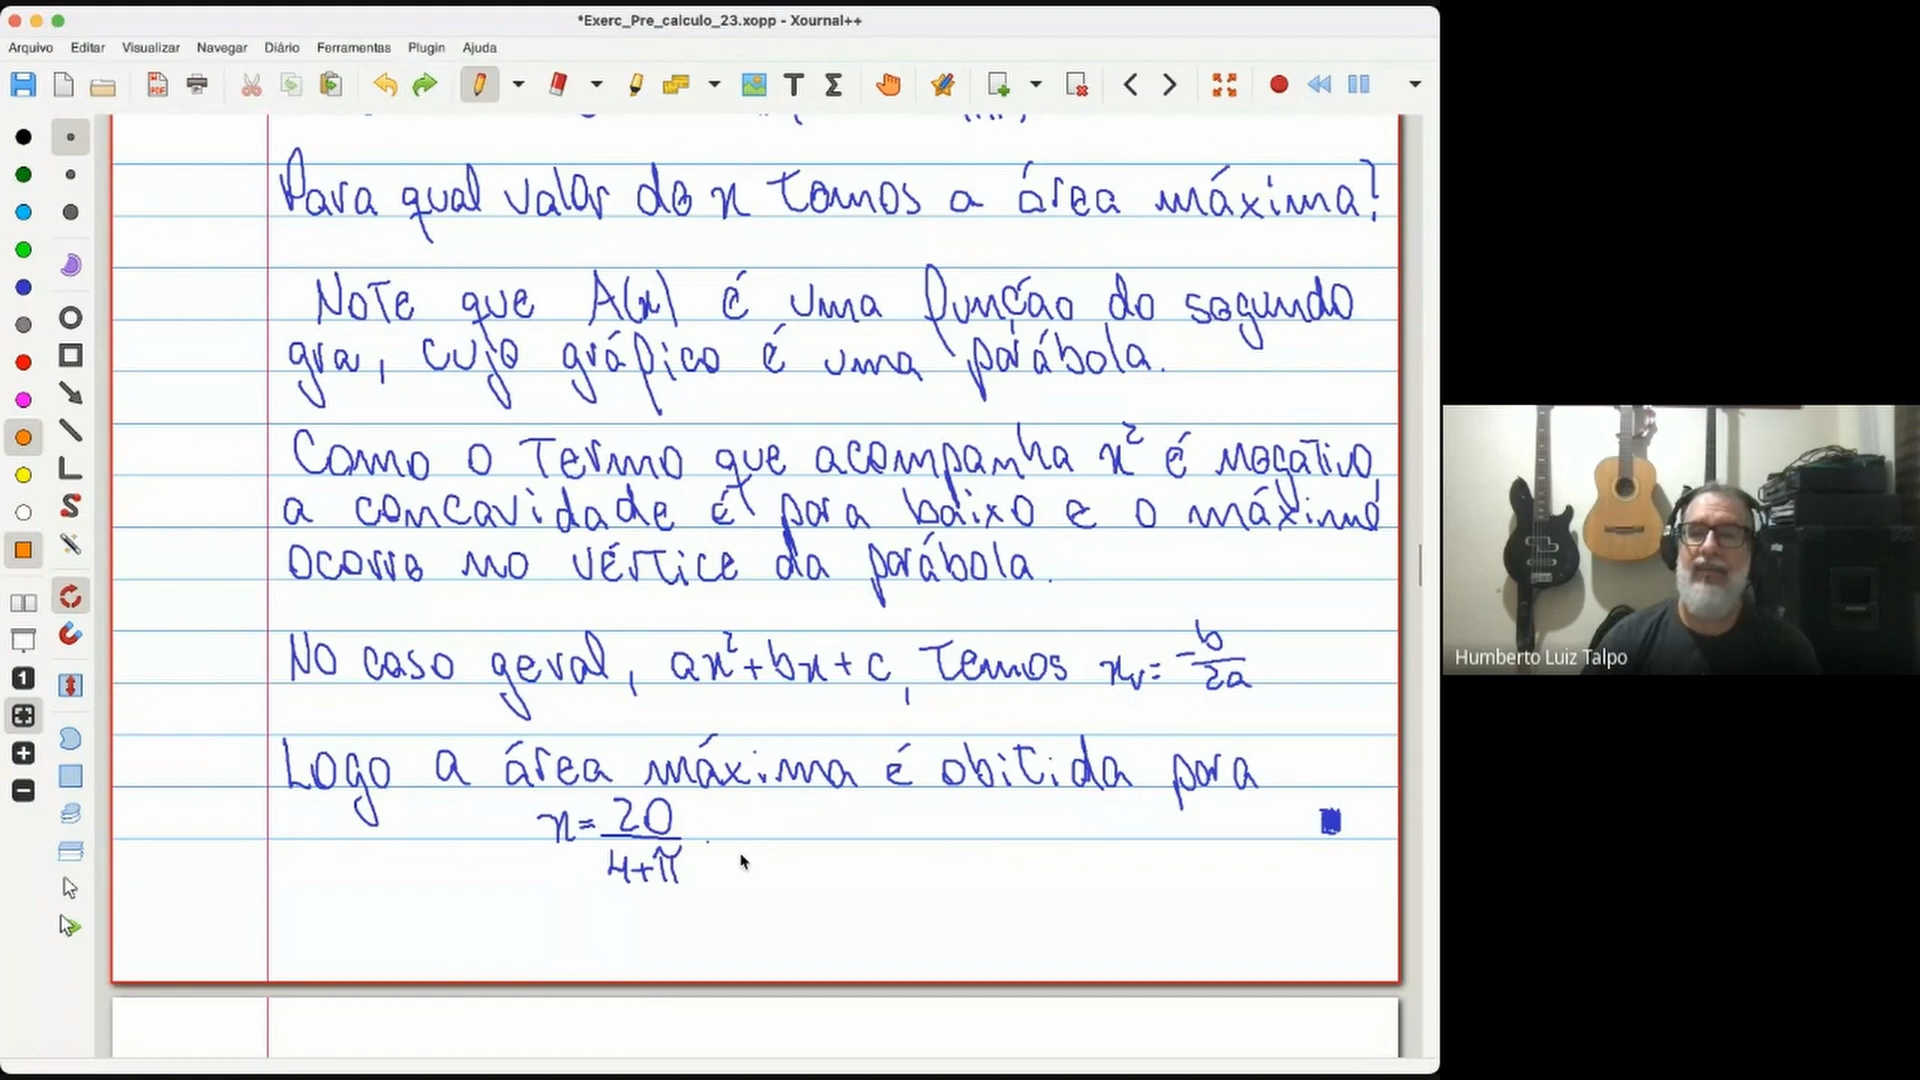 *Exerc_Pre_calculo_23.xopp - Xournal++
Arquivo Editar Visualizar Navegar Diário Ferramentas Plugin Ajuda
Para qual valor de x temos a área máxima?
Note que A(x) é uma função do segundo
gra, cujo gráfico é uma parábola.
Como o termo que acompanha x² é negativo
a concavidade é para baixo e o máximo
ocorre no vértice da parábola.
No caso geral, ax²+bx+c, temos xᵥ = -b/2a
Logo a área máxima é obitida para
x = 20/4+π .
Humberto Luiz Talpo